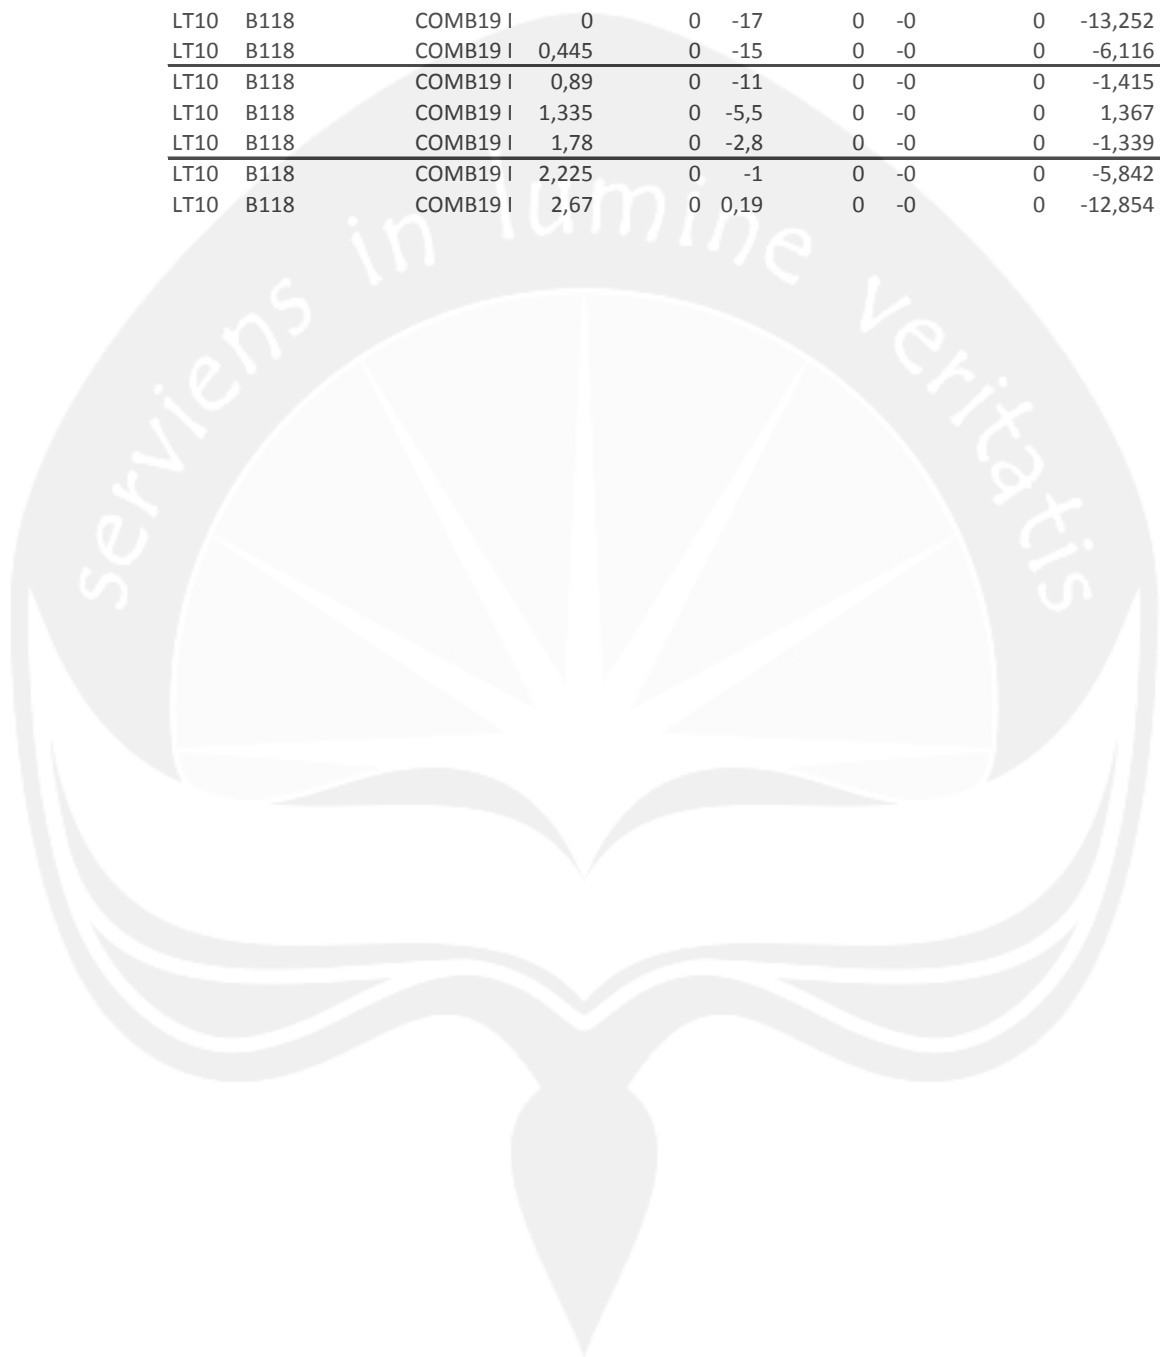 LT10 B118 COMB19 I 0 0 -17 0 -0 0 -13,252
LT10 B118 COMB19 I 0,445 0 -15 0 -0 0 -6,116
LT10 B118 COMB19 I 0,89 0 -11 0 -0 0 -1,415
LT10 B118 COMB19 I 1,335 0 -5,5 0 -0 0 1,367
LT10 B118 COMB19 I 1,78 0 -2,8 0 -0 0 -1,339
LT10 B118 COMB19 I 2,225 0 -1 0 -0 0 -5,842
LT10 B118 COMB19 I 2,67 0 0,19 0 -0 0 -12,854
serviens in lumine veritatis